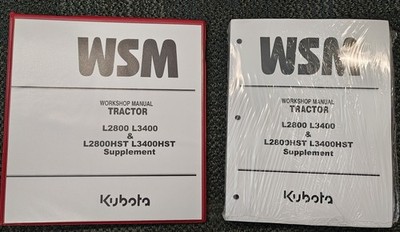 WSM
WORKSHOP MANUAL
TRACTOR
L2800 L3400
&
L2800HST L3400HST
Supplement
Kubota
WSM
WORKSHOP MANUAL
TRACTOR
L2800 L3400
&
L2800HST L3400HST
Supplement
Kubota